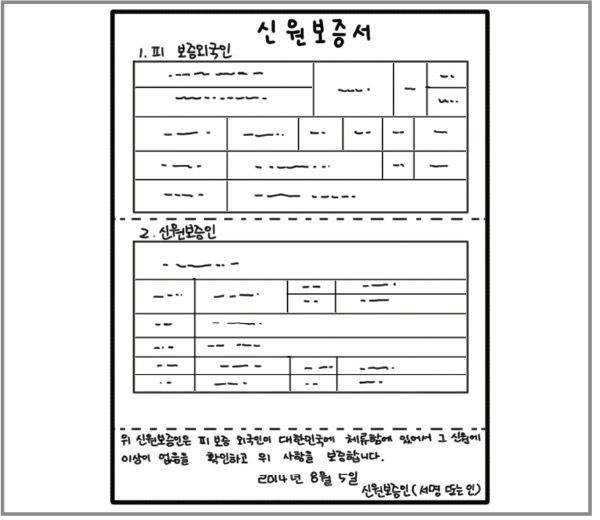 신원보증서
1. 피 보증외국인
2. 신원보증인
위 신원보증인은 피 보증 외국인이 대한민국에 체류함에 있어서 그 신원에
이상이 없음을 확인하고 위 사항을 보증합니다.
2014년 8월 5일
신원보증인(서명 또는 인)